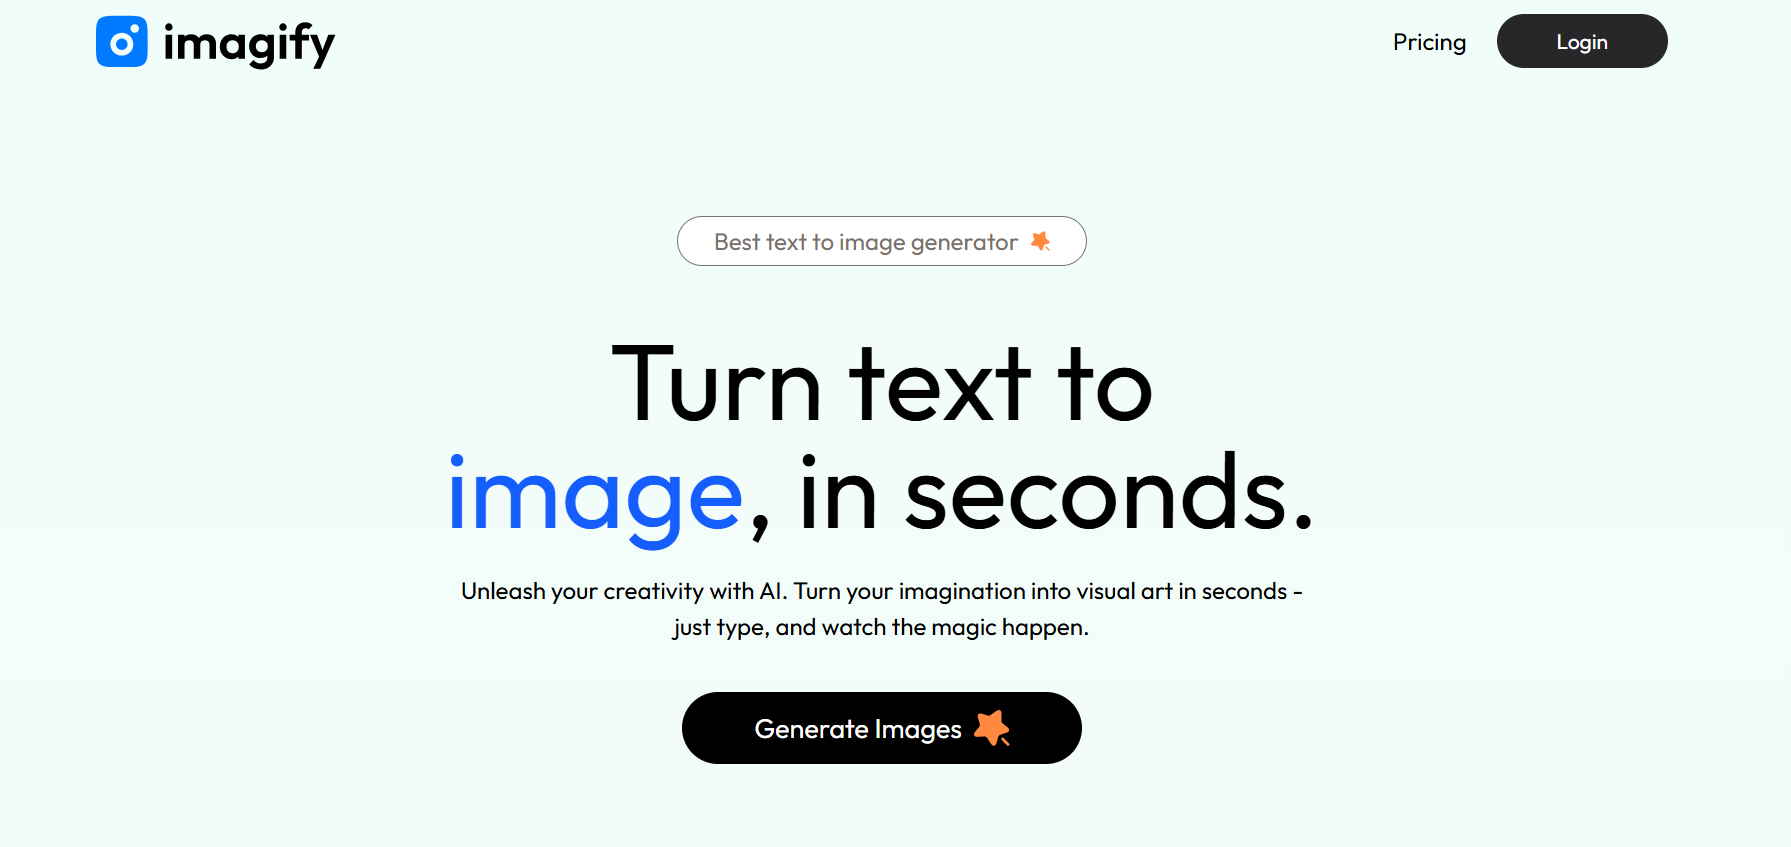 imagify
Pricing
Login
Best text to image generator
Turn text to
image, in seconds.
Unleash your creativity with AI. Turn your imagination into visual art in seconds -
just type, and watch the magic happen.
Generate Images